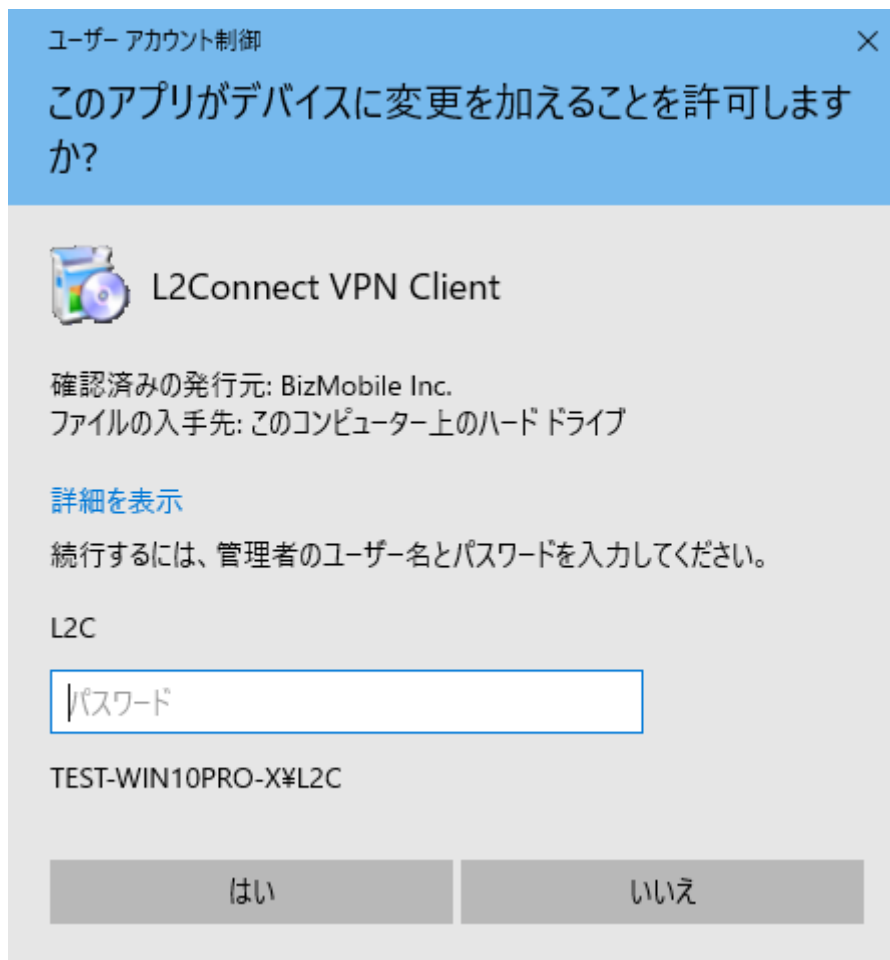 ユーザー アカウント制御
このアプリがデバイスに変更を加えることを許可します
か?
L2Connect VPN Client
確認済みの発行元: BizMobile Inc.
ファイルの入手先: このコンピューター上のハード ドライブ
詳細を表示
続行するには、管理者のユーザー名とパスワードを入力してください。
L2C
パスワード
TEST-WIN10PRO-X¥L2C
はい
いいえ